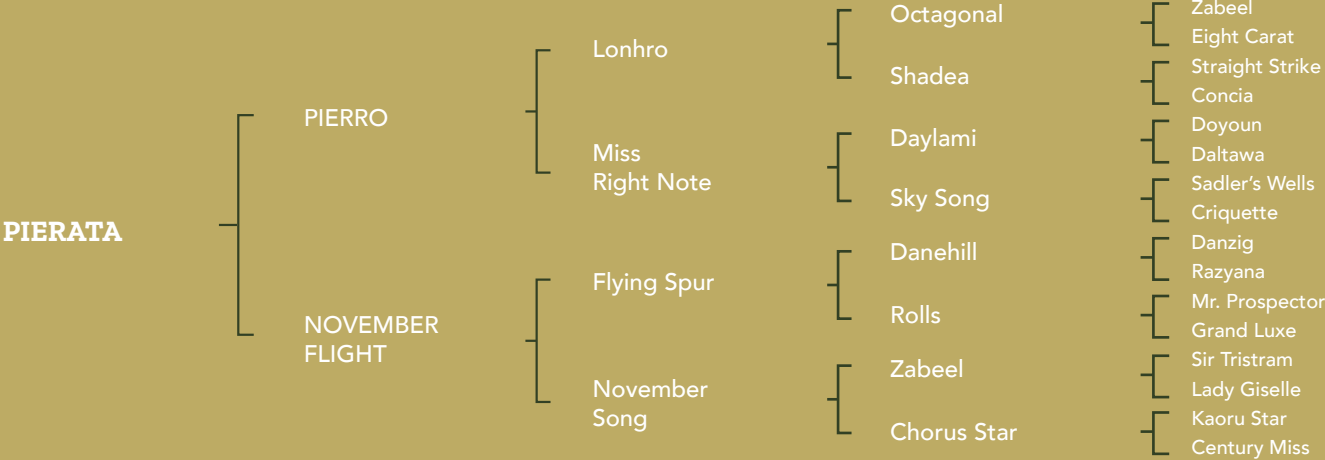 PIERATA
PIERRO
NOVEMBER
FLIGHT
Lonhro
Miss
Right Note
Flying Spur
November
Song
Octagonal
Shadea
Daylami
Sky Song
Danehill
Rolls
Zabeel
Chorus Star
Zabeel
Eight Carat
Straight Strike
Concia
Doyoun
Daltawa
Sadler's Wells
Criquette
Danzig
Razyana
Mr. Prospector
Grand Luxe
Sir Tristram
Lady Giselle
Kaoru Star
Century Miss